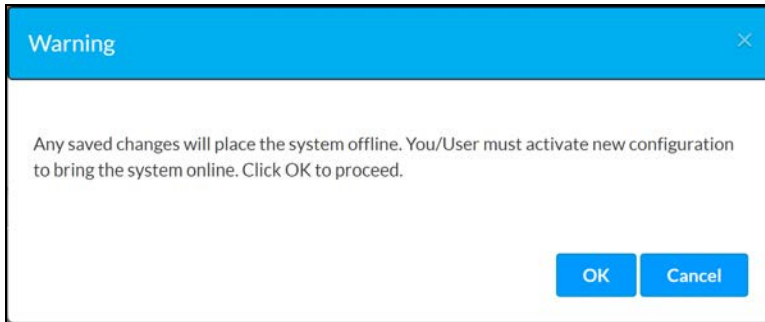 Warning
Any saved changes will place the system offline. You/User must activate new configuration
to bring the system online. Click OK to proceed.
OK Cancel